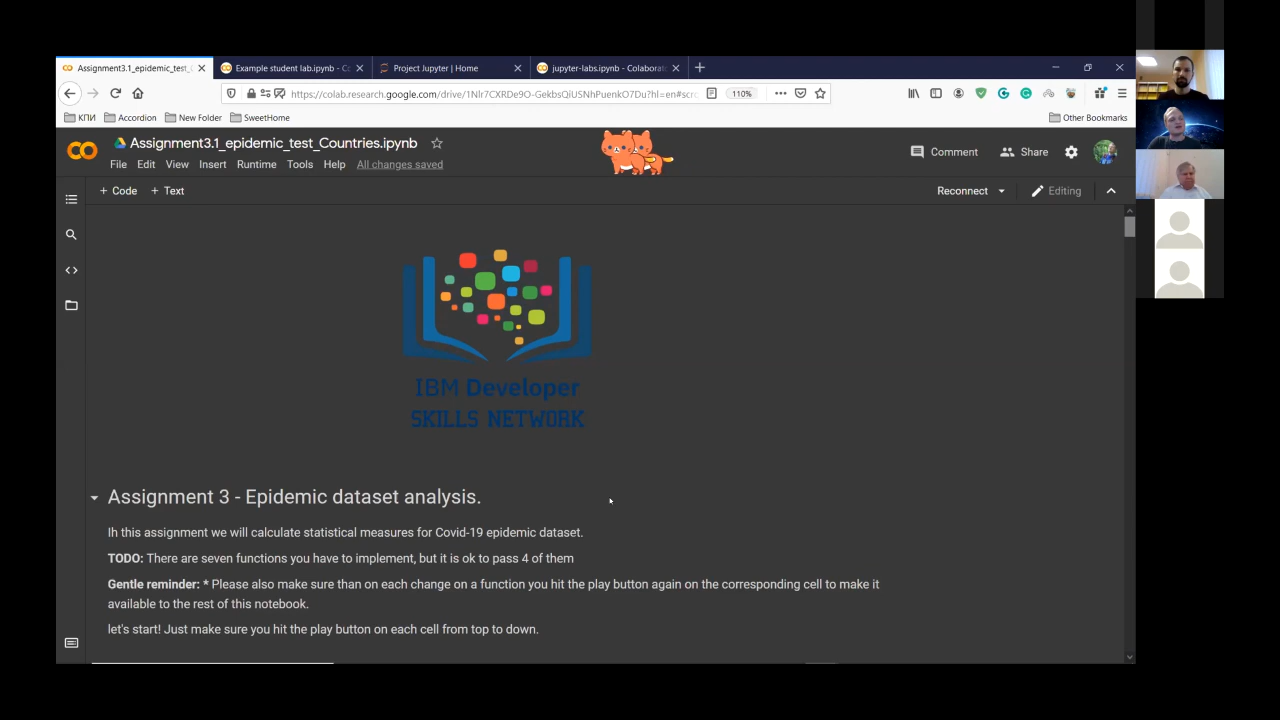 Assignment3.1_epidemic_test_C
Example student lab.ipynb - Co
Project Jupyter | Home
jupyter-labs.ipynb - Colaborato
https://colab.research.google.com/drive/
110%
КПИ
Accordion
New Folder
SweetHome
Other Bookmarks
Assignment3.1_epidemic_test_Countries.ipynb
File Edit View Insert Runtime Tools Help All changes saved
Comment
Share
+ Code + Text
Reconnect
Editing
IBM Developer
SKILLS NETWORK
Assignment 3 - Epidemic dataset analysis.
Ih this assignment we will calculate statistical measures for Covid-19 epidemic dataset.
TODO: There are seven functions you have to implement, but it is ok to pass 4 of them
Gentle reminder: * Please also make sure than on each change on a function you hit the play button again on the corresponding cell to make it
available to the rest of this notebook.
let's start! Just make sure you hit the play button on each cell from top to down.